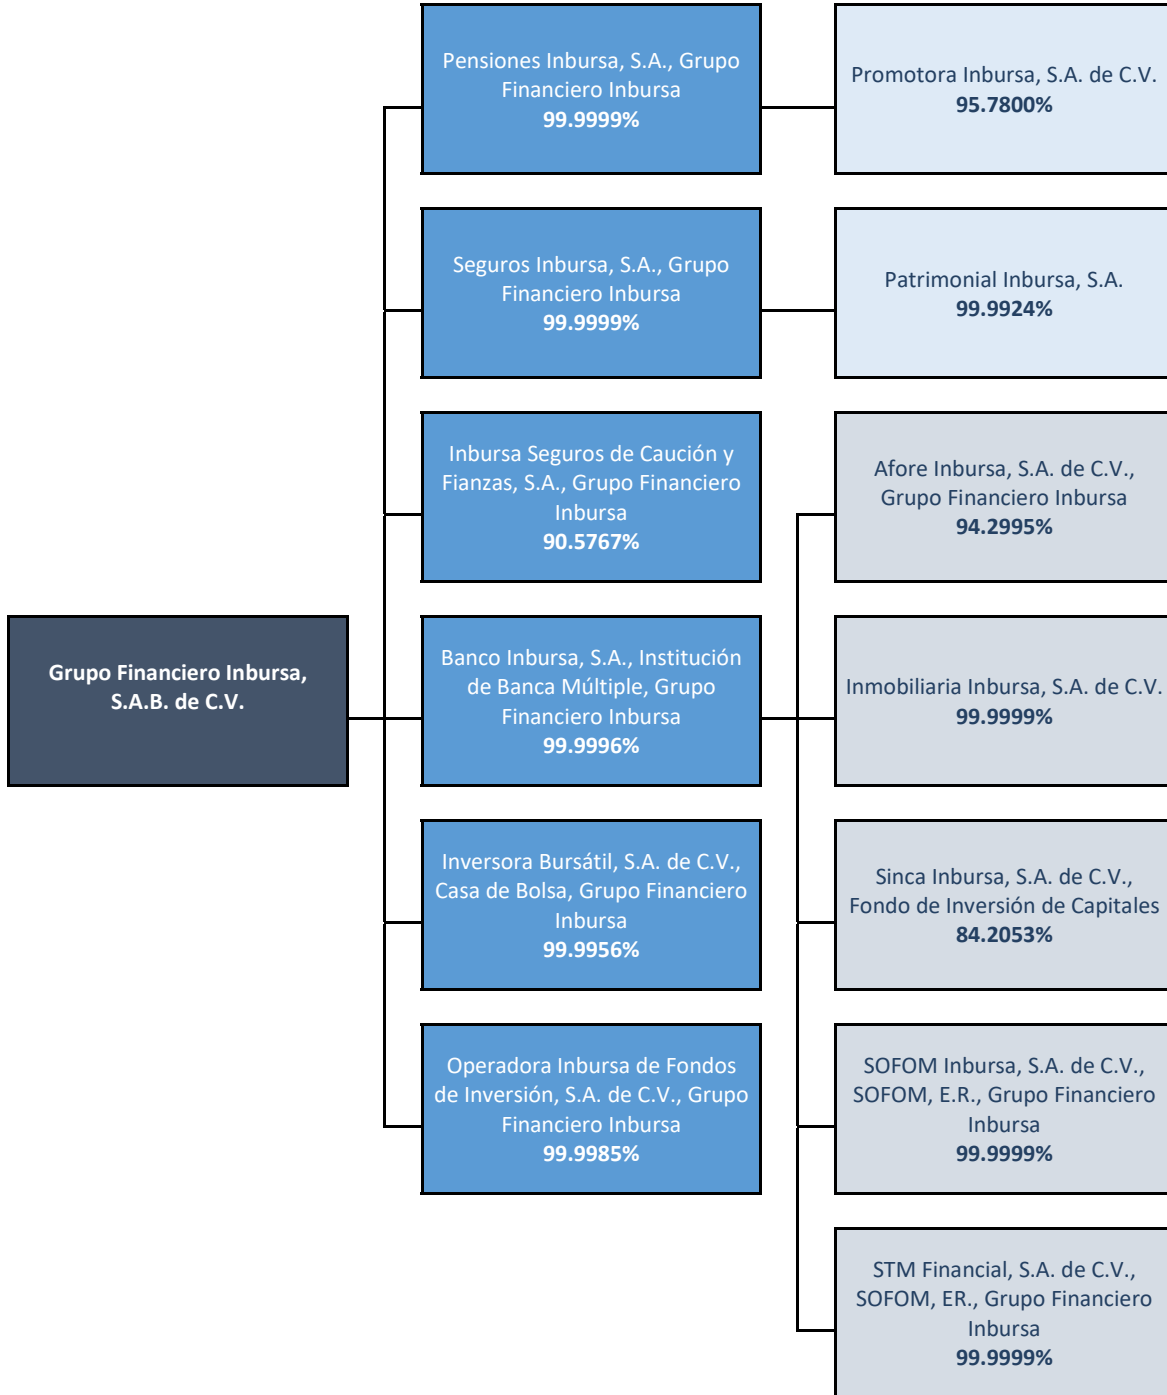 Pensiones Inbursa, S.A., Grupo
Financiero Inbursa
99.9999%
Promotora Inbursa, S.A. de C.V.
95.7800%
Seguros Inbursa, S.A., Grupo
Financiero Inbursa
99.9999%
Patrimonial Inbursa, S.A.
99.9924%
Inbursa Seguros de Caución y
Fianzas, S.A., Grupo Financiero
Inbursa
90.5767%
Afore Inbursa, S.A. de C.V.,
Grupo Financiero Inbursa
94.2995%
Grupo Financiero Inbursa,
S.A.B. de C.V.
Banco Inbursa, S.A., Institución
de Banca Múltiple, Grupo
Financiero Inbursa
99.9996%
Inmobiliaria Inbursa, S.A. de C.V.
99.9999%
Inversora Bursátil, S.A. de C.V.,
Casa de Bolsa, Grupo Financiero
Inbursa
99.9956%
Sinca Inbursa, S.A. de C.V.,
Fondo de Inversión de Capitales
84.2053%
Operadora Inbursa de Fondos
de Inversión, S.A. de C.V., Grupo
Financiero Inbursa
99.9985%
SOFOM Inbursa, S.A. de C.V.,
SOFOM, E.R., Grupo Financiero
Inbursa
99.9999%
STM Financial, S.A. de C.V.,
SOFOM, ER., Grupo Financiero
Inbursa
99.9999%